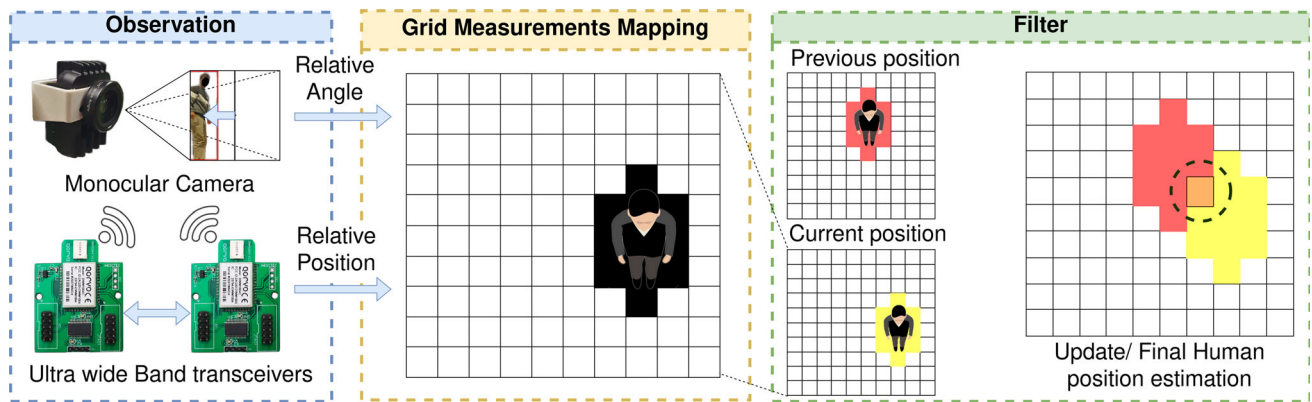 Observation
Monocular Camera
Ultra wide Band transceivers
Relative
Angle
Relative
Position
Grid Measurements Mapping
Filter
Previous position
Current position
Update/ Final Human
position estimation